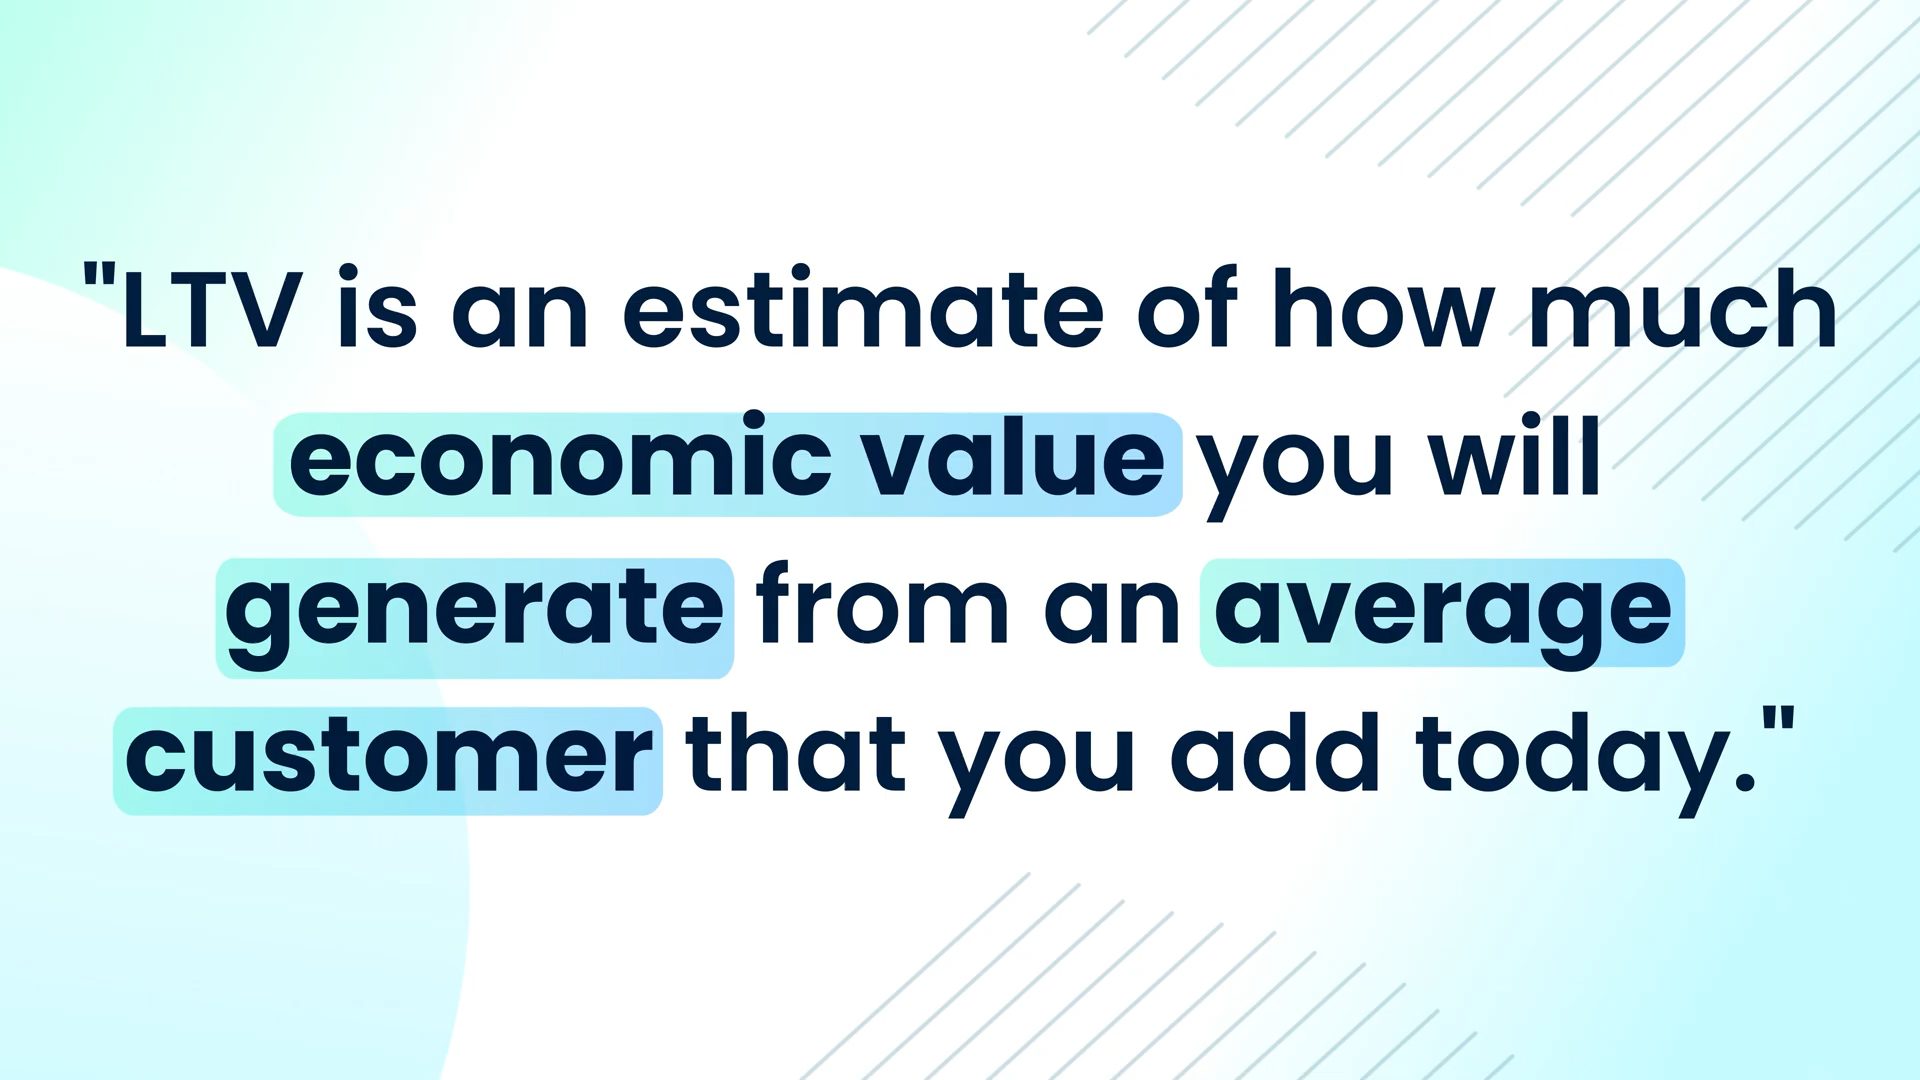 "LTV is an estimate of how much
economic value you will
generate from an average
customer that you add today."